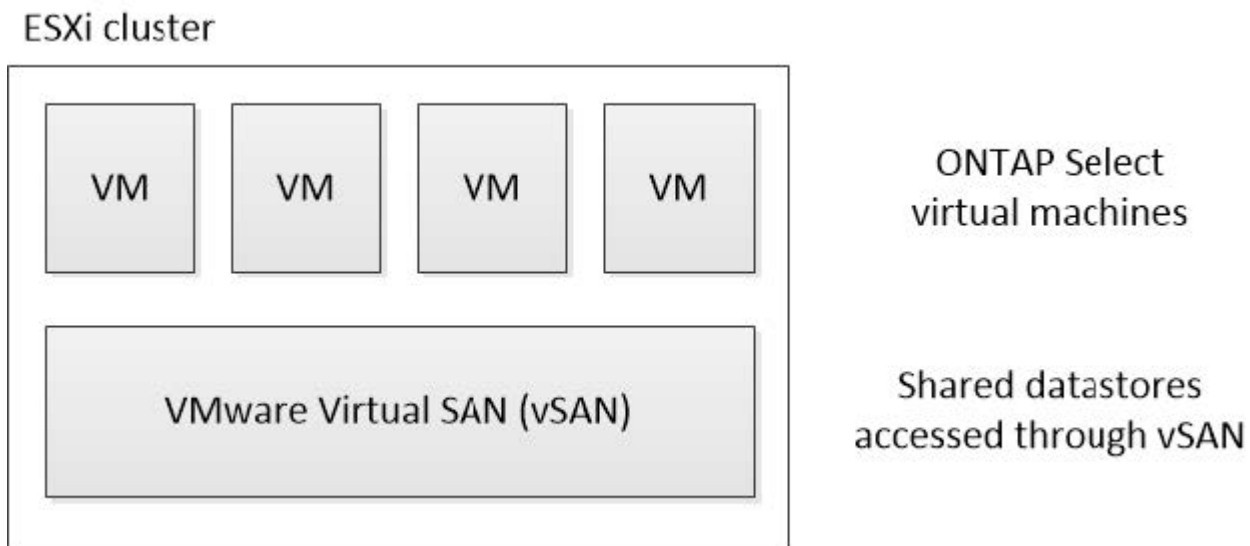 ESXi cluster
VM VM VM VM
ONTAP Select
virtual machines
VMware Virtual SAN (vSAN)
Shared datastores
accessed through vSAN